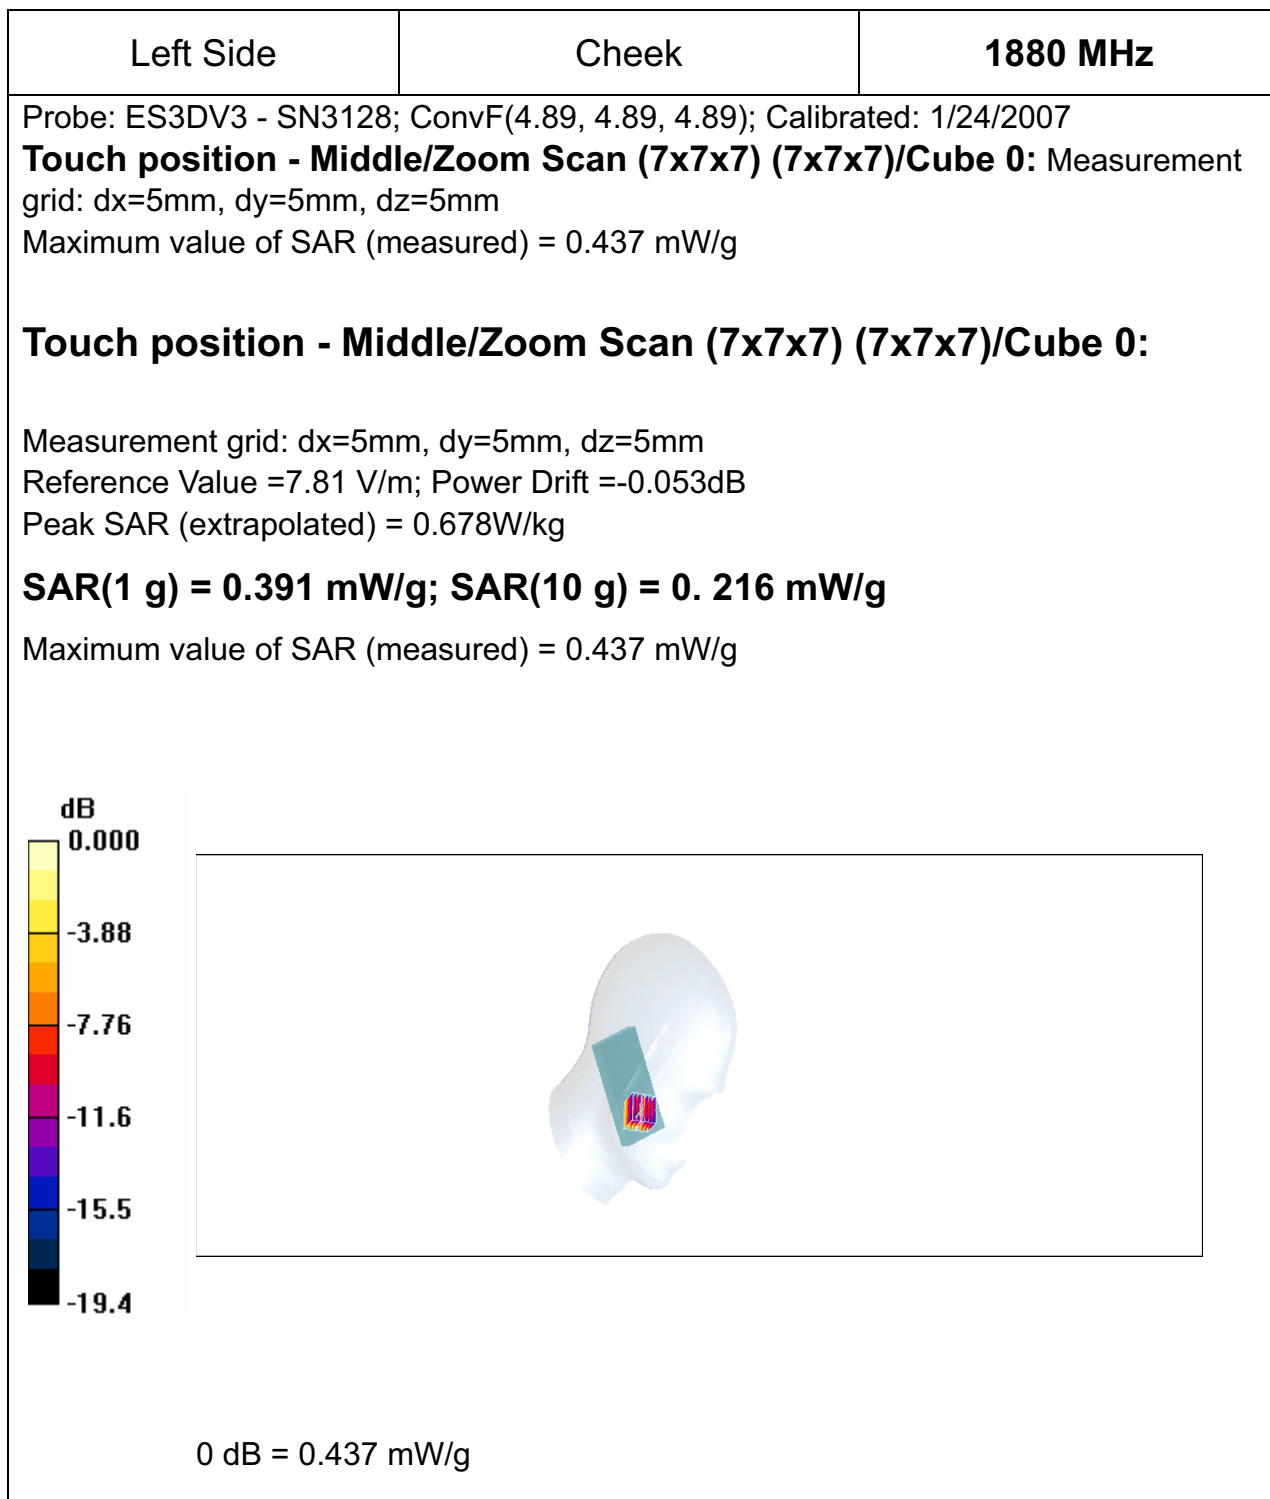 Left Side Cheek 1880 MHz
Probe: ES3DV3 - SN3128; ConvF(4.89, 4.89, 4.89); Calibrated: 1/24/2007
Touch position - Middle/Zoom Scan (7x7x7) (7x7x7)/Cube 0: Measurement
grid: dx=5mm, dy=5mm, dz=5mm
Maximum value of SAR (measured) = 0.437 mW/g
Touch position - Middle/Zoom Scan (7x7x7) (7x7x7)/Cube 0:
Measurement grid: dx=5mm, dy=5mm, dz=5mm
Reference Value =7.81 V/m; Power Drift =-0.053dB
Peak SAR (extrapolated) = 0.678W/kg
SAR(1 g) = 0.391 mW/g; SAR(10 g) = 0. 216 mW/g
Maximum value of SAR (measured) = 0.437 mW/g
dB
0.000
-3.88
-7.76
-11.6
-15.5
-19.4
0 dB = 0.437 mW/g